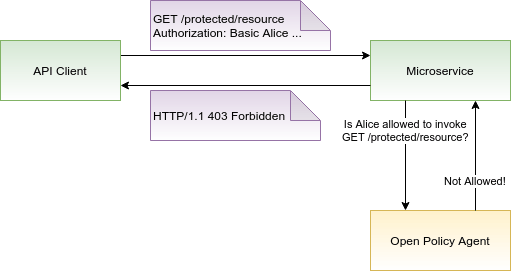 GET /protected/resource
Authorization: Basic Alice ...
API Client
Microservice
HTTP/1.1 403 Forbidden
Is Alice allowed to invoke
GET /protected/resource?
Not Allowed!
Open Policy Agent